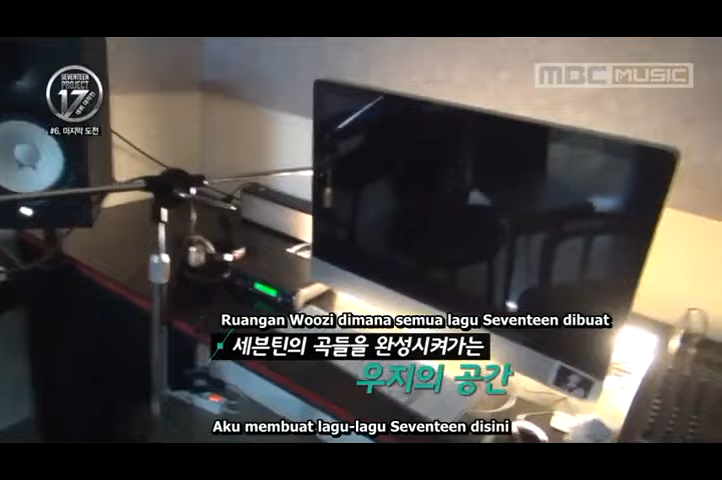 MBC MUSIC
SEVENTEEN
PROJECT
17
#6. 마지막 도전
Ruangan Woozi dimana semua lagu Seventeen dibuat
세븐틴의 곡들을 완성시켜가는
우지의 공간
Aku membuat lagu-lagu Seventeen disini